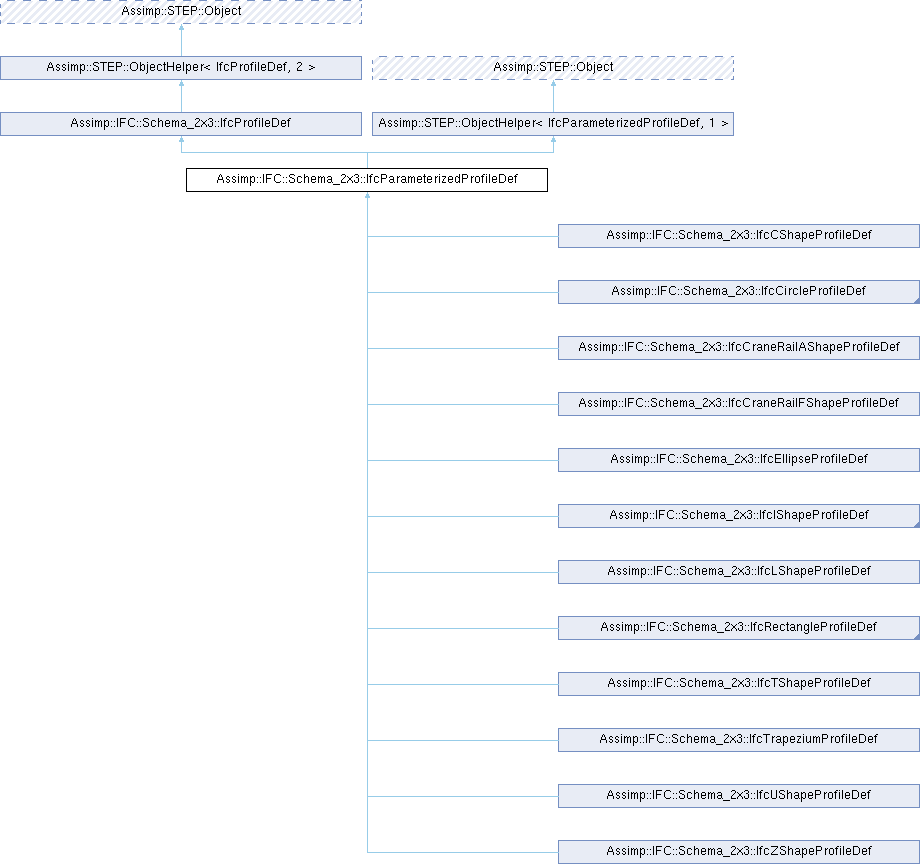 Assimp::STEP::Object
Assimp::STEP::ObjectHelper< IfcProfileDef, 2 >
Assimp::STEP::Object
Assimp::IFC::Schema_2x3::IfcProfileDef
Assimp::STEP::ObjectHelper< IfcParameterizedProfileDef, 1 >
Assimp::IFC::Schema_2x3::IfcParameterizedProfileDef
Assimp::IFC::Schema_2x3::IfcCShapeProfileDef
Assimp::IFC::Schema_2x3::IfcCircleProfileDef
Assimp::IFC::Schema_2x3::IfcCraneRailAShapeProfileDef
Assimp::IFC::Schema_2x3::IfcCraneRailFShapeProfileDef
Assimp::IFC::Schema_2x3::IfcEllipseProfileDef
Assimp::IFC::Schema_2x3::IfcIShapeProfileDef
Assimp::IFC::Schema_2x3::IfcLShapeProfileDef
Assimp::IFC::Schema_2x3::IfcRectangleProfileDef
Assimp::IFC::Schema_2x3::IfcTShapeProfileDef
Assimp::IFC::Schema_2x3::IfcTrapeziumProfileDef
Assimp::IFC::Schema_2x3::IfcUShapeProfileDef
Assimp::IFC::Schema_2x3::IfcZShapeProfileDef